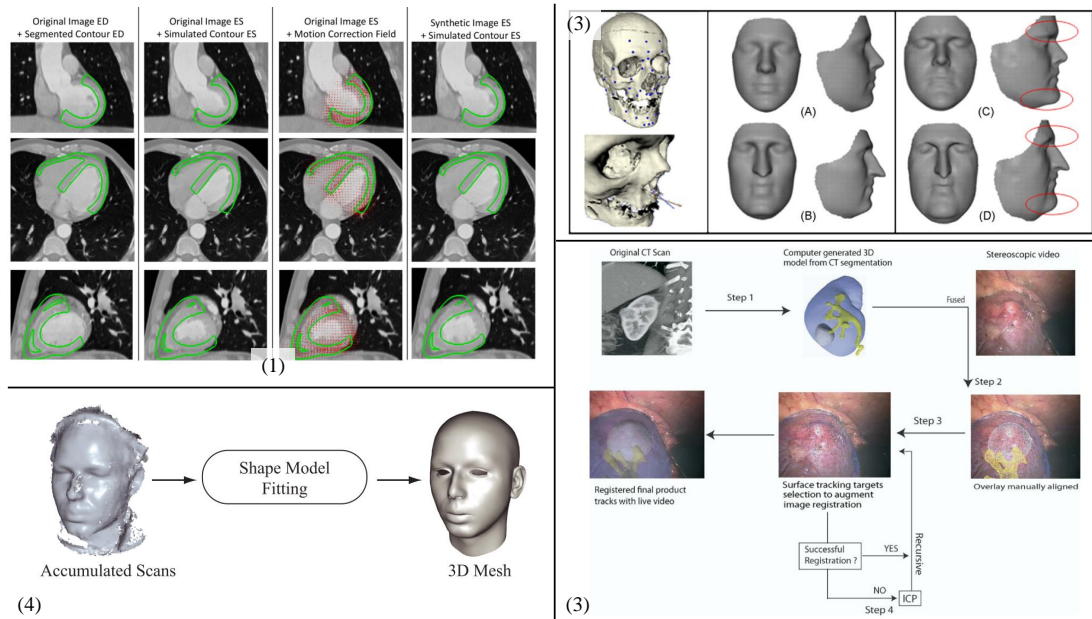 Original Image ED
+ Segmented Contour ED
Original Image ES
+ Simulated Contour ES
Original Image ES
+ Motion Correction Field
Synthetic Image ES
+ Simulated Contour ES
(1)
(3)
(A)
(C)
(B)
(D)
Original CT Scan
Computer generated 3D
model from CT segmentation
Stereoscopic video
Step 1
Fused
Step 2
Step 3
Registered final product
tracks with live video
Surface tracking targets
selection to augment
image registration
Overlay manually aligned
Successful
Registration ?
YES
NO
Step 4
ICP
Recursive
(3)
Accumulated Scans
Shape Model
Fitting
3D Mesh
(4)